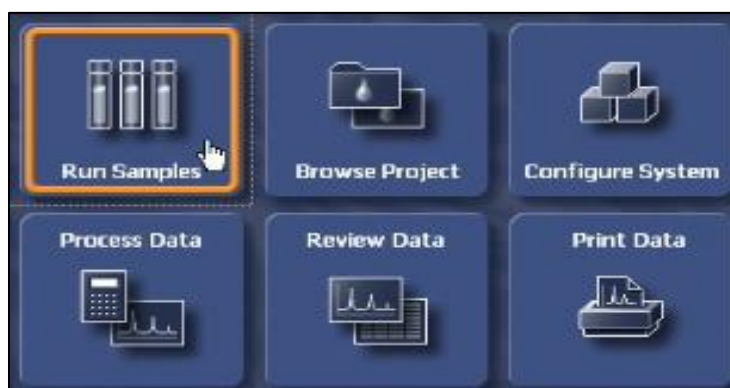 Run Samples
Browse Project
Configure System
Process Data
Review Data
Print Data